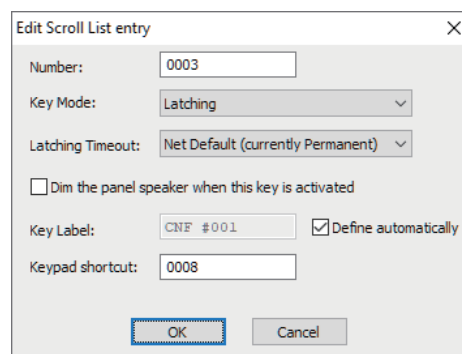 Edit Scroll List entry
Number: 0003
Key Mode: Latching
Latching Timeout: Net Default (currently Permanent)
Dim the panel speaker when this key is activated
Key Label: CNF #001 Define automatically
Keypad shortcut: 0008
OK Cancel